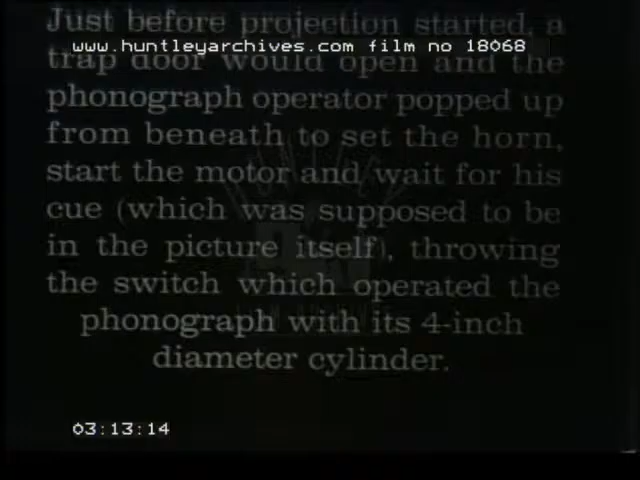 Just before projection started, a
www.huntleyarchives.com film no 18068
trap door would open and the
phonograph operator popped up
from beneath to set the horn,
start the motor and wait for his
cue (which was supposed to be
in the picture itself), throwing
the switch which operated the
phonograph with its 4-inch
diameter cylinder.
03:13:14